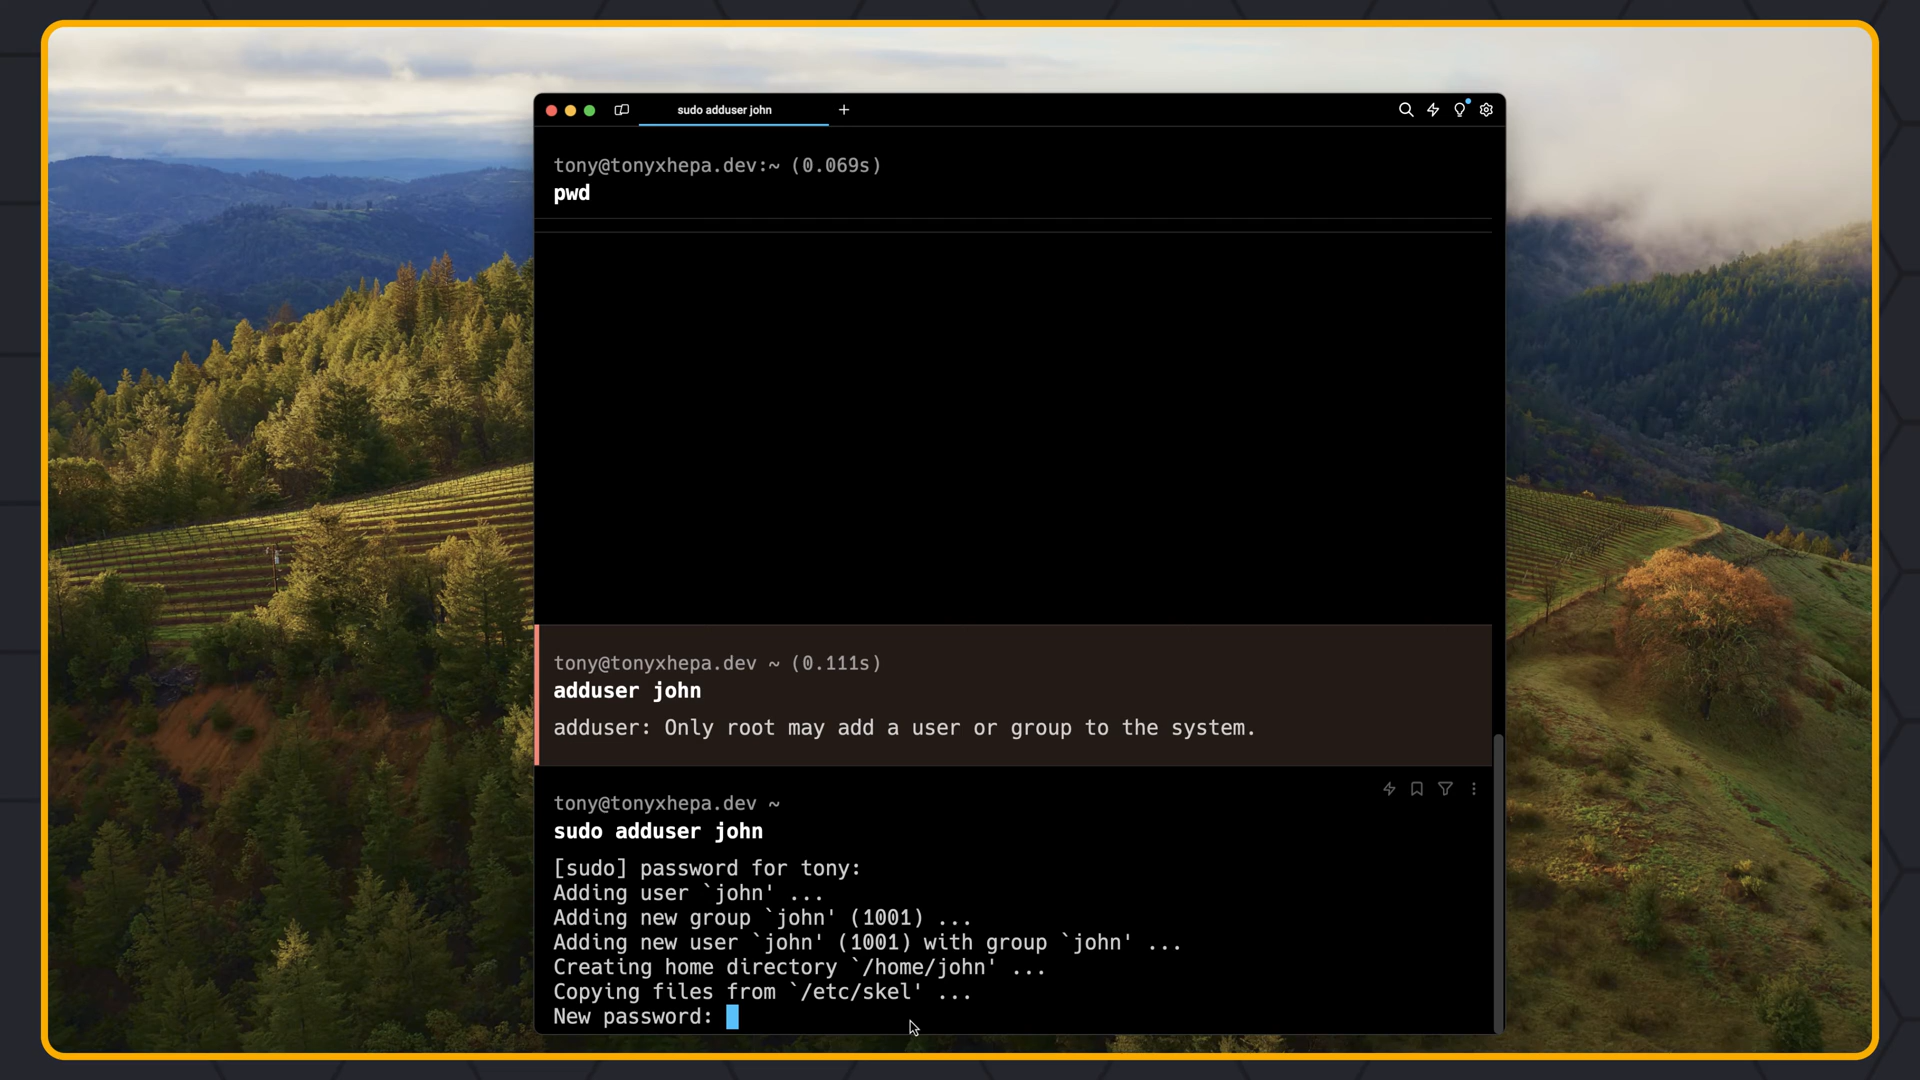 sudo adduser john
tony@tonyxhepa.dev:~ (0.069s)
pwd
tony@tonyxhepa.dev ~ (0.111s)
adduser john
adduser: Only root may add a user or group to the system.
tony@tonyxhepa.dev ~
sudo adduser john
[sudo] password for tony:
Adding user `john' ...
Adding new group `john' (1001) ...
Adding new user `john' (1001) with group `john' ...
Creating home directory `/home/john' ...
Copying files from `/etc/skel' ...
New password: